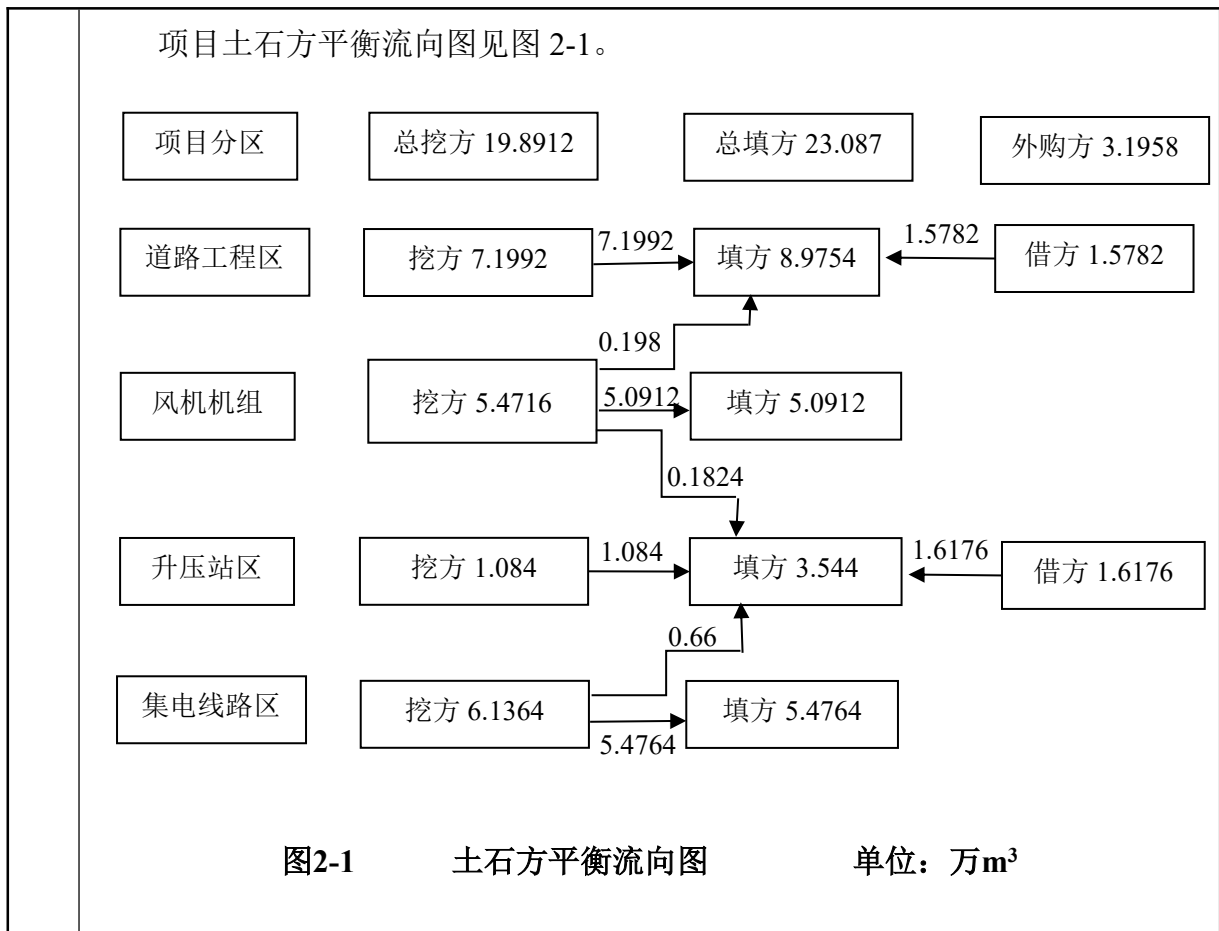 项目土石方平衡流向图见图 2-1。
项目分区
总挖方 19.8912
总填方 23.087
外购方 3.1958
道路工程区
挖方 7.1992
7.1992
填方 8.9754
1.5782
借方 1.5782
0.198
风机机组
挖方 5.4716
5.0912
填方 5.0912
0.1824
升压站区
挖方 1.084
1.084
填方 3.544
1.6176
借方 1.6176
0.66
集电线路区
挖方 6.1364
5.4764
填方 5.4764
图2-1 土石方平衡流向图 单位：万m³